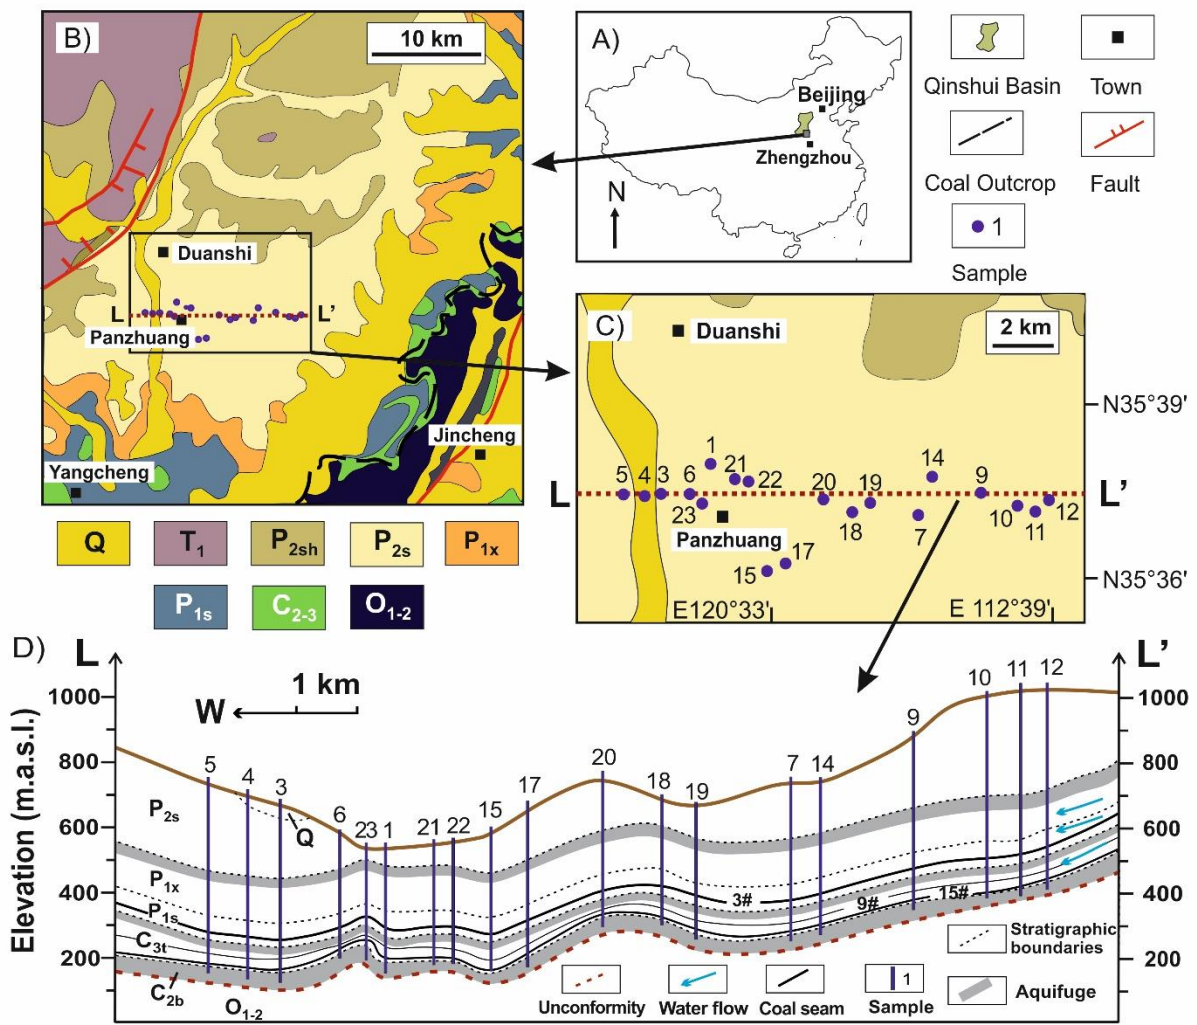 B)
10 km
Duanshi
L
L'
Panzhuang
Jincheng
Yangcheng
A)
Beijing
Zhengzhou
N
Qinshui Basin
Town
Coal Outcrop
Fault
1
Sample
Q
T1
P2sh
P2s
P1x
P1s
C2-3
O1-2
C)
2 km
Duanshi
N35°39'
1
14
5
4
3
6
21
22
20
19
9
L
L'
23
18
7
10
11
12
Panzhuang
17
15
N35°36'
E120°33'
E 112°39'
D)
L
L'
1 km
W
Elevation (m.a.s.l.)
1000
800
600
400
200
1000
800
600
400
200
5
4
3
6
23
1
21
22
15
17
20
18
19
7
14
9
10
11
12
P2s
Q
P1x
P1s
C3t
C2b
O1-2
3#
9#
15#
Stratigraphic
boundaries
Unconformity
Water flow
Coal seam
1
Sample
Aquifuge